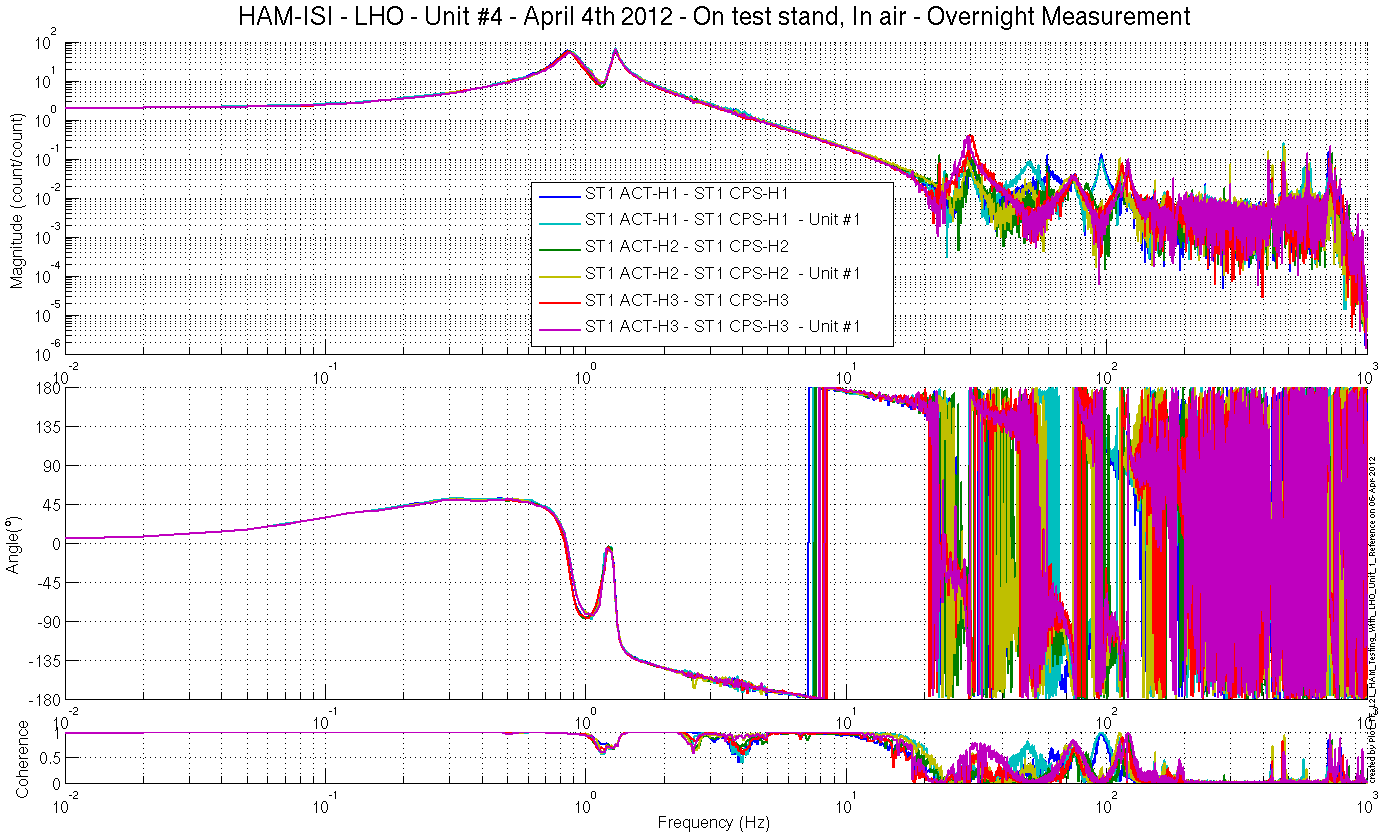 HAM-ISI - LHO - Unit #4 - April 4th 2012 - On test stand, In air - Overnight Measurement
10^2
10^1
0
10^0
10^-1
10^-2
10^-3
10^-4
10^-5
10^-6
Magnitude (count/count)
ST1 ACT-H1 - ST1 CPS-H1
ST1 ACT-H1 - ST1 CPS-H1 - Unit #1
ST1 ACT-H2 - ST1 CPS-H2
ST1 ACT-H2 - ST1 CPS-H2 - Unit #1
ST1 ACT-H3 - ST1 CPS-H3
ST1 ACT-H3 - ST1 CPS-H3 - Unit #1
10^-2 10^-1 10^0 10^1 10^2 10^3
180
135
90
45
0
-45
-90
-135
-180
Angle(°)
10^-2 10^-1 10^0 10^1 10^2 10^3
1
0.5
0
Coherence
10^-2 10^-1 10^0 10^1 10^2 10^3
Frequency (Hz)
Reference on 06-Apr-2012